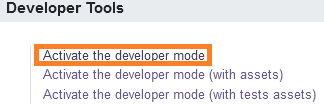 Developer Tools
Activate the developer mode
Activate the developer mode (with assets)
Activate the developer mode (with tests assets)